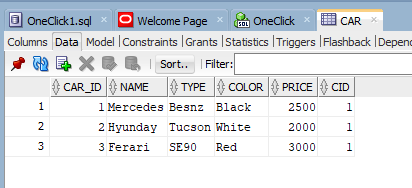 OneClick1.sql Welcome Page OneClick CAR
Columns Data Model Constraints Grants Statistics Triggers Flashback Depend
Sort.. Filter:
CAR_ID NAME TYPE COLOR PRICE CID
1 1 Mercedes Besnz Black 2500 1
2 2 Hyunday Tucson White 2000 1
3 3 Ferari SE90 Red 3000 1